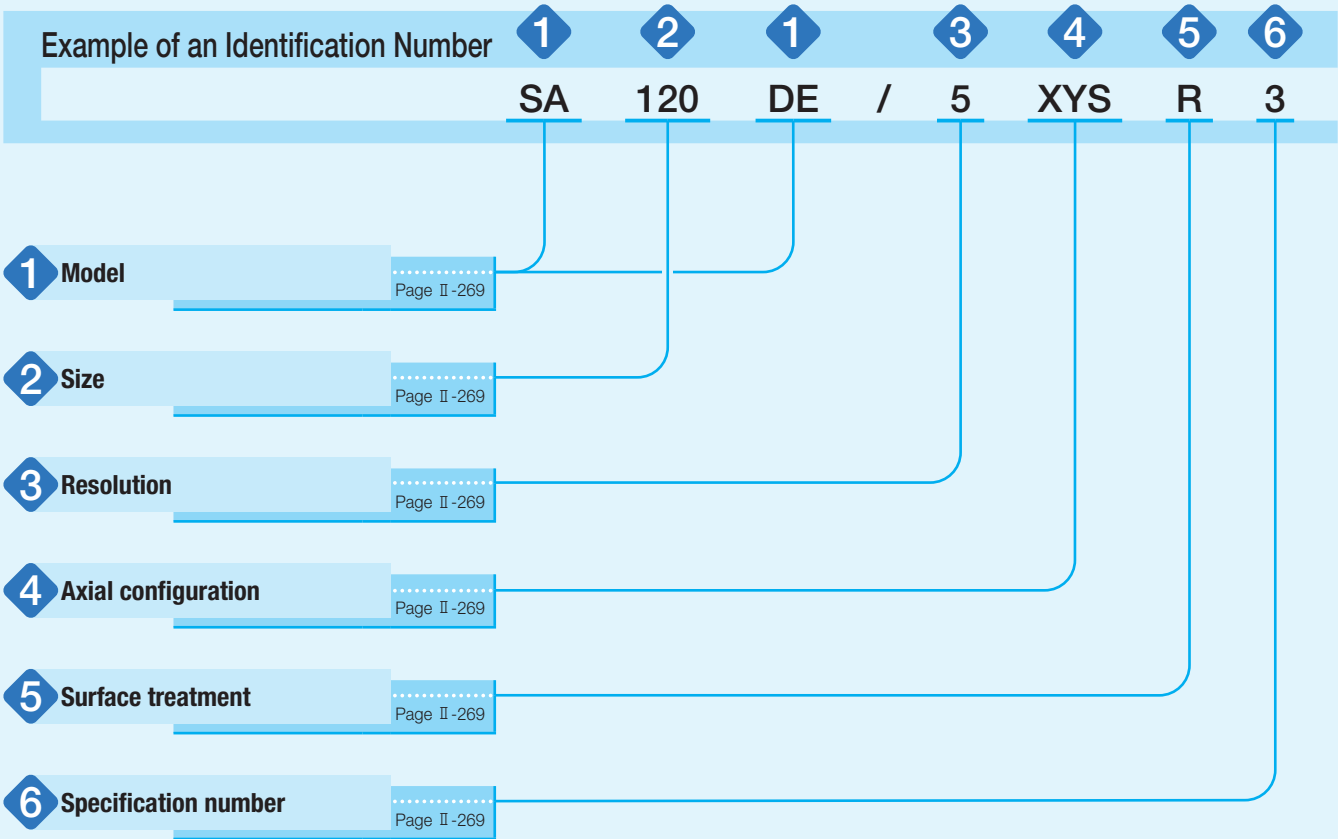 Example of an Identification Number 1 2 1 3 4 5 6
SA 120 DE / 5 XYS R 3
1 Model
Page Ⅱ-269
2 Size
Page Ⅱ-269
3 Resolution
Page Ⅱ-269
4 Axial configuration
Page Ⅱ-269
5 Surface treatment
Page Ⅱ-269
6 Specification number
Page Ⅱ-269